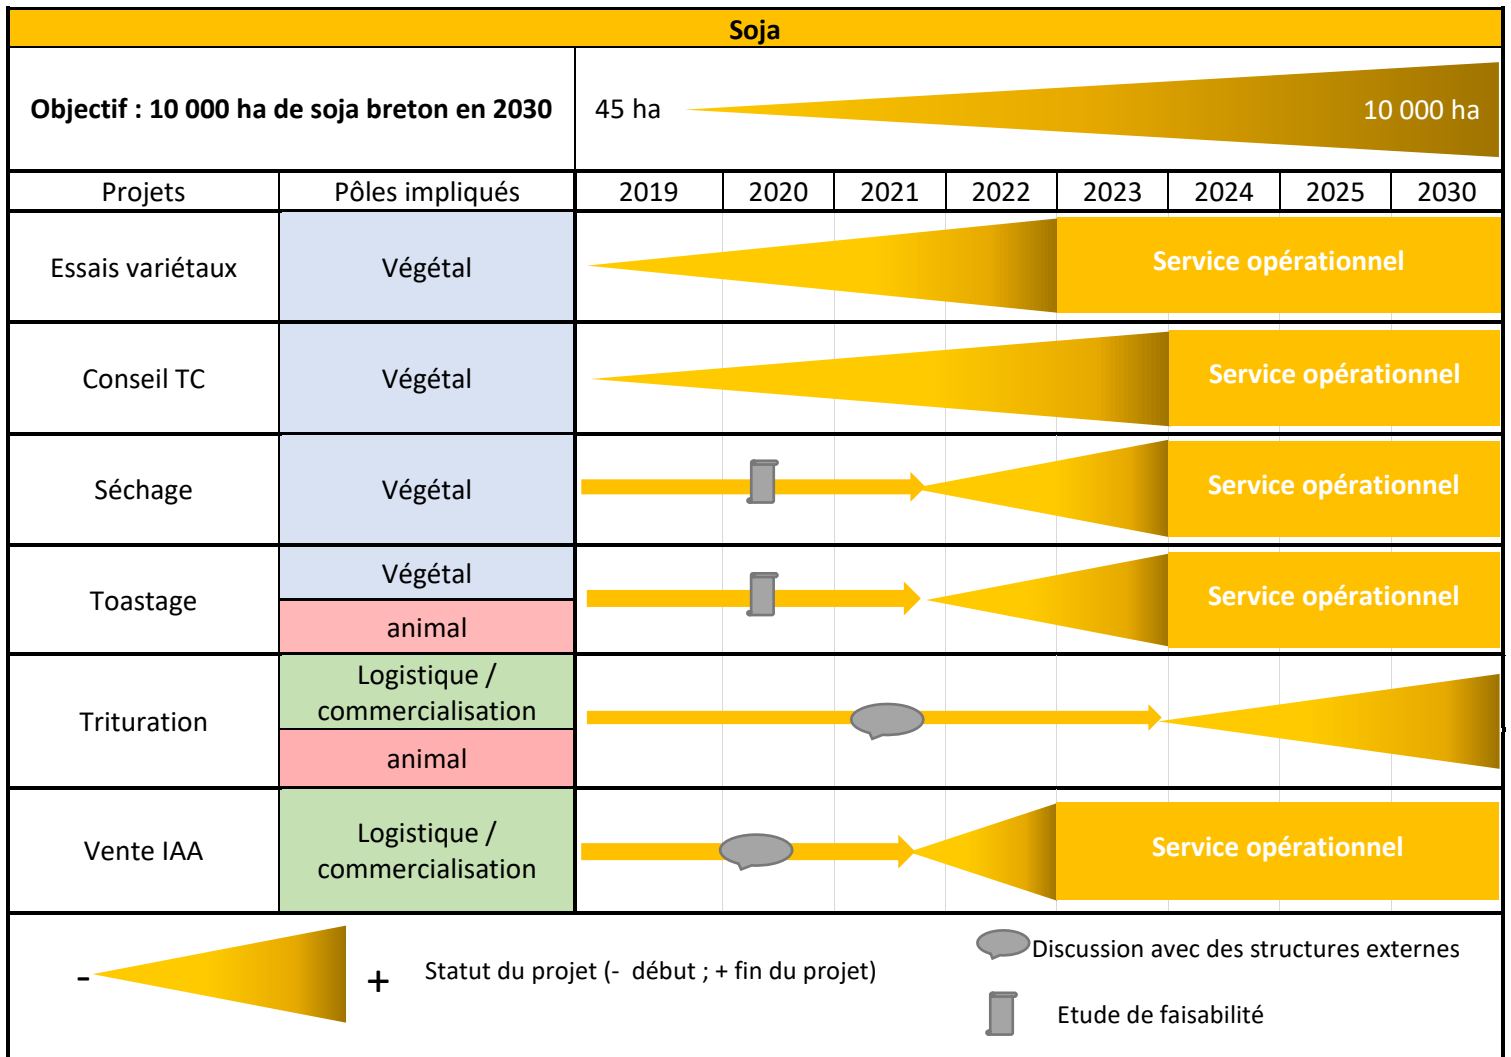 Soja
Objectif : 10 000 ha de soja breton en 2030
45 ha
10 000 ha
Projets
Pôles impliqués
2019
2020
2021
2022
2023
2024
2025
2030
Essais variétaux
Végétal
Service opérationnel
Conseil TC
Végétal
Service opérationnel
Séchage
Végétal
Service opérationnel
Toastage
Végétal
animal
Service opérationnel
Trituration
Logistique /
commercialisation
animal
Vente IAA
Logistique /
commercialisation
Service opérationnel
-
+
Statut du projet (- début ; + fin du projet)
Discussion avec des structures externes
Etude de faisabilité